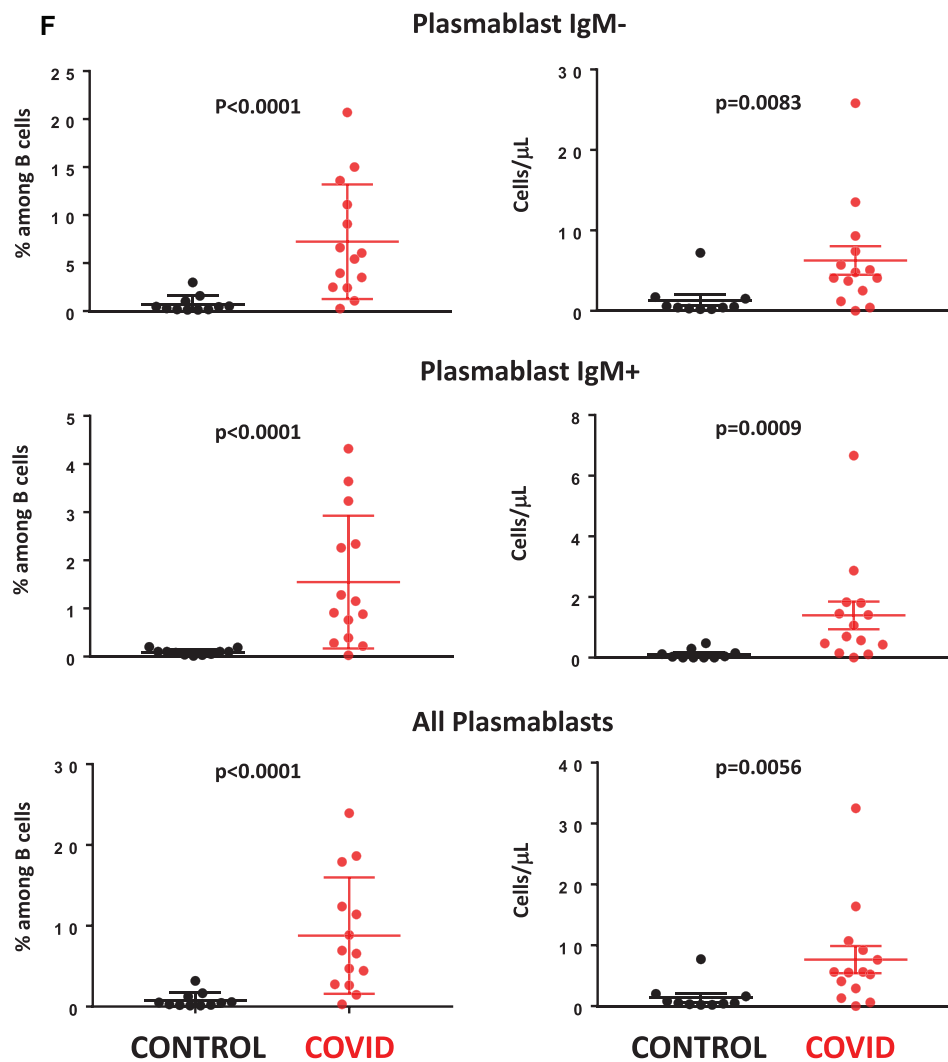 F
Plasmablast IgM-
% among B cells
25
20
15
10
5
0
P<0.0001
Cells/µL
30
20
10
0
p=0.0083
Plasmablast IgM+
% among B cells
5
4
3
2
1
0
p<0.0001
Cells/µL
8
6
4
2
0
p=0.0009
All Plasmablasts
% among B cells
30
20
10
0
p<0.0001
Cells/µL
40
30
20
10
0
p=0.0056
CONTROL COVID
CONTROL COVID